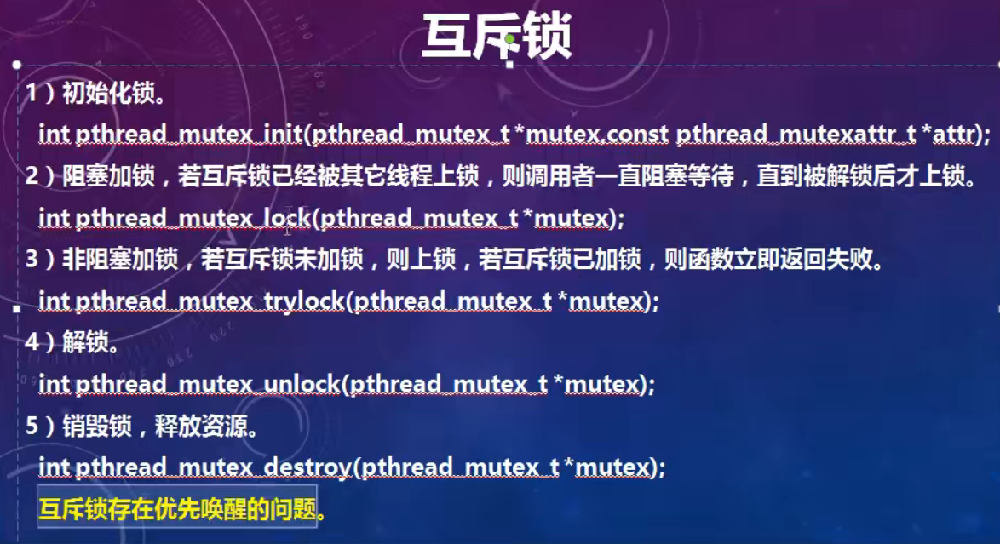 互斥锁
1）初始化锁。
int pthread_mutex_init(pthread_mutex_t *mutex,const pthread_mutexattr_t *attr);
2）阻塞加锁，若互斥锁已经被其它线程上锁，则调用者一直阻塞等待，直到被解锁后才上锁。
int pthread_mutex_lock(pthread_mutex_t *mutex);
3）非阻塞加锁，若互斥锁未加锁，则上锁，若互斥锁已加锁，则函数立即返回失败。
int pthread_mutex_trylock(pthread_mutex_t *mutex);
4）解锁。
int pthread_mutex_unlock(pthread_mutex_t *mutex);
5）销毁锁，释放资源。
int pthread_mutex_destroy(pthread_mutex_t *mutex);
互斥锁存在优先唤醒的问题。